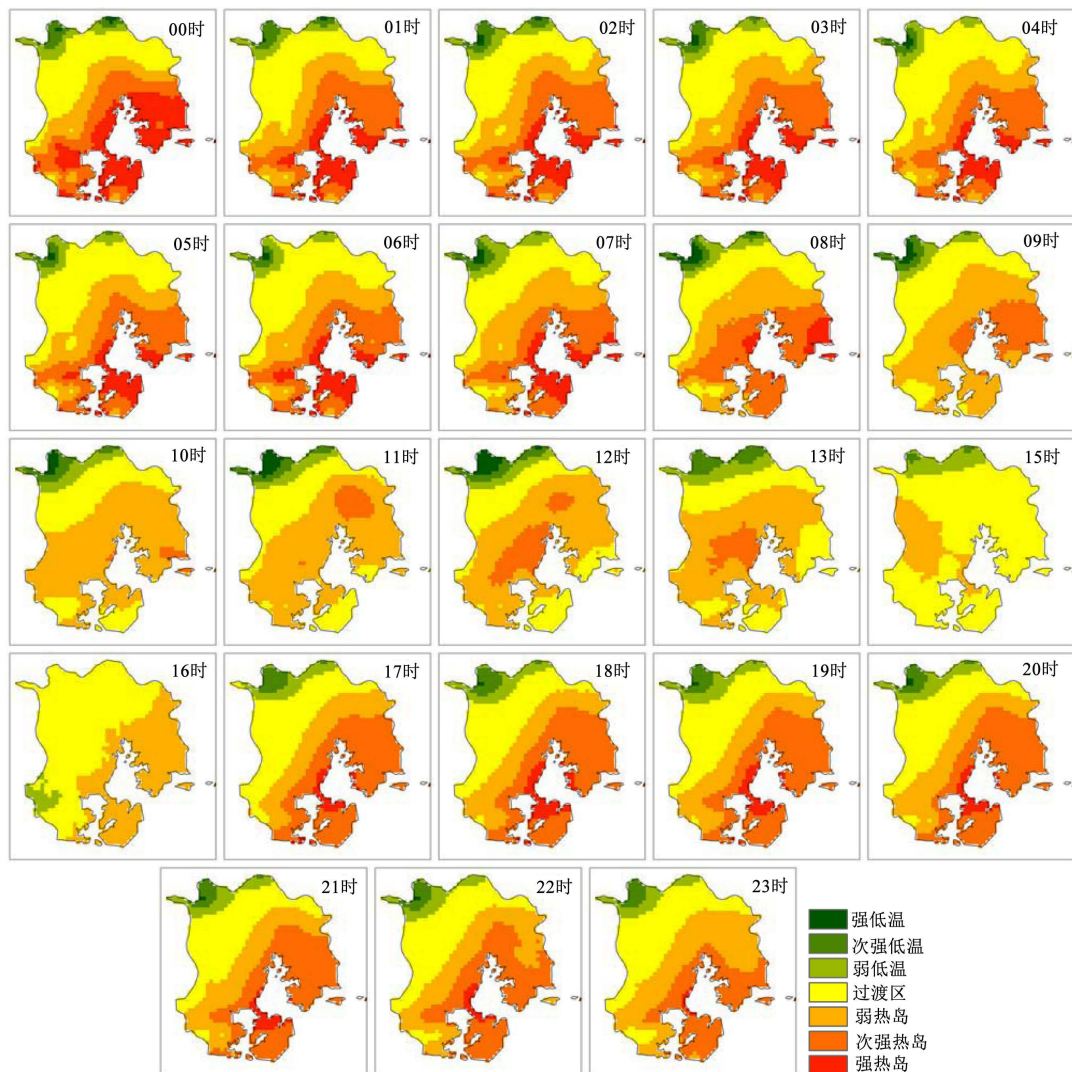 00时
01时
02时
03时
04时
05时
06时
07时
08时
09时
10时
11时
12时
13时
15时
16时
17时
18时
19时
20时
21时
22时
23时
强低温
次强低温
弱低温
过渡区
弱热岛
次强热岛
强热岛